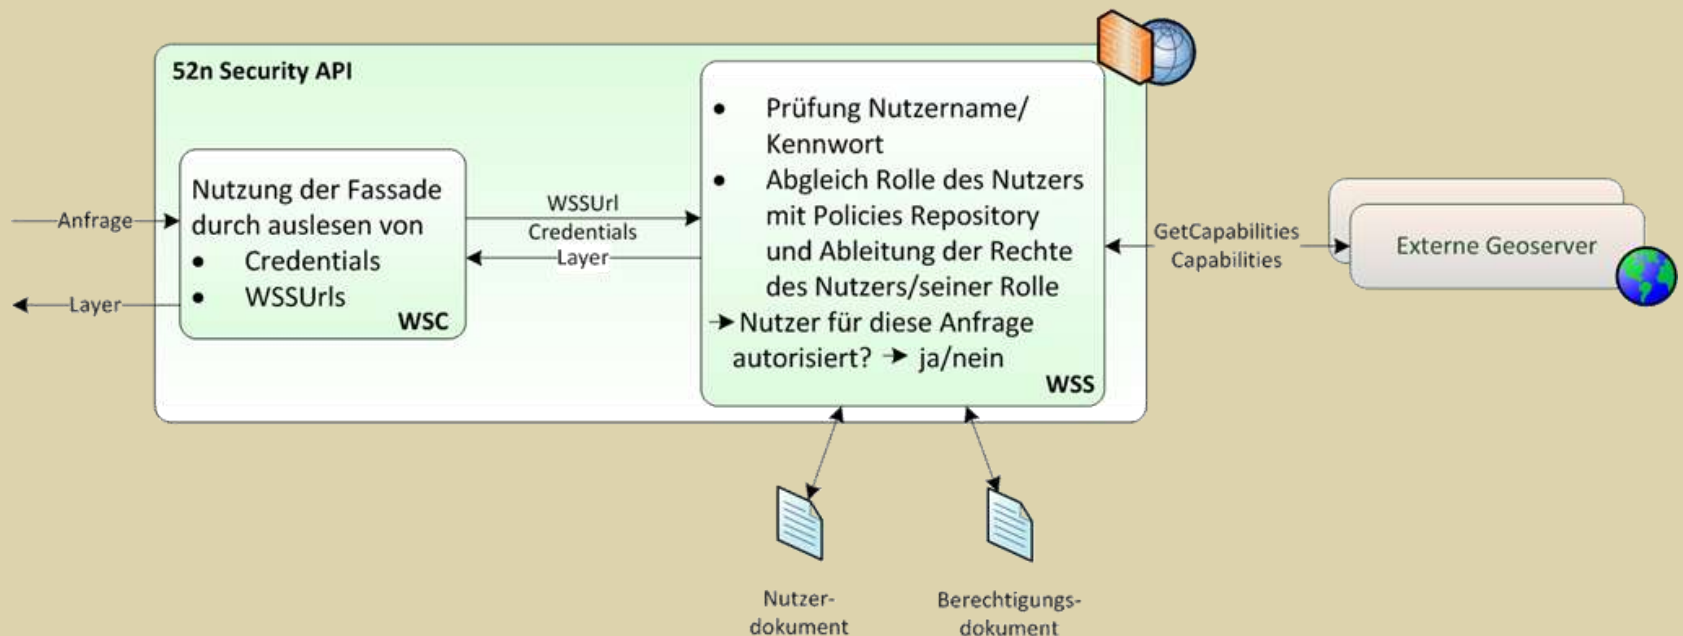 52n Security API
Anfrage
Layer
Nutzung der Fassade
durch auslesen von
• Credentials
• WSSUrls
WSC
WSSUrl
Credentials
Layer
• Prüfung Nutzername/
Kennwort
• Abgleich Rolle des Nutzers
mit Policies Repository
und Ableitung der Rechte
des Nutzers/seiner Rolle
→ Nutzer für diese Anfrage
autorisiert? → ja/nein
WSS
GetCapabilities
Capabilities
Externe Geoserver
Nutzer-
dokument
Berechtigungs-
dokument